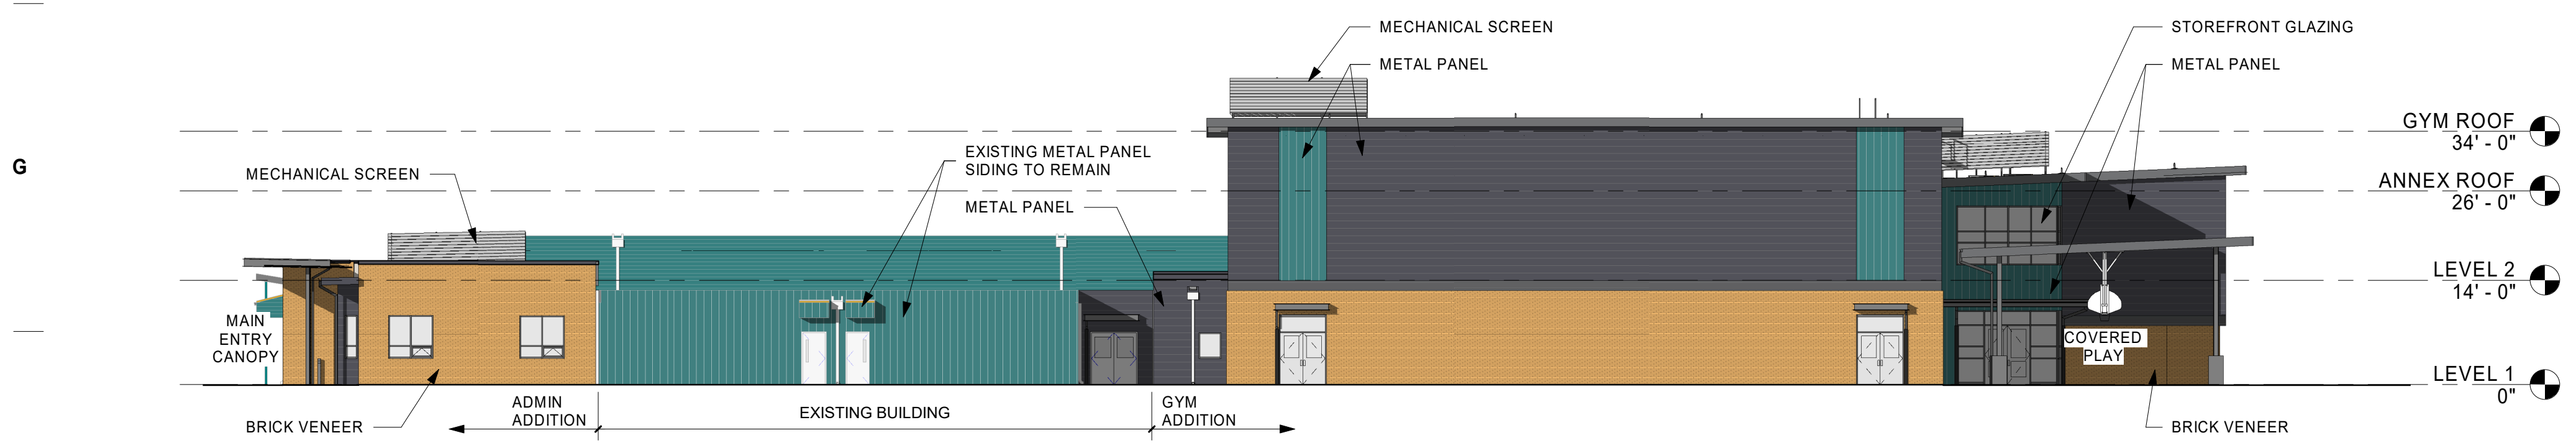 MECHANICAL SCREEN
METAL PANEL
STOREFRONT GLAZING
METAL PANEL
GYM ROOF
34' - 0"
G
MECHANICAL SCREEN
EXISTING METAL PANEL
SIDING TO REMAIN
METAL PANEL
ANNEX ROOF
26' - 0"
LEVEL 2
14' - 0"
MAIN
ENTRY
CANOPY
COVERED
PLAY
LEVEL 1
0"
BRICK VENEER
ADMIN
ADDITION
EXISTING BUILDING
GYM
ADDITION
BRICK VENEER